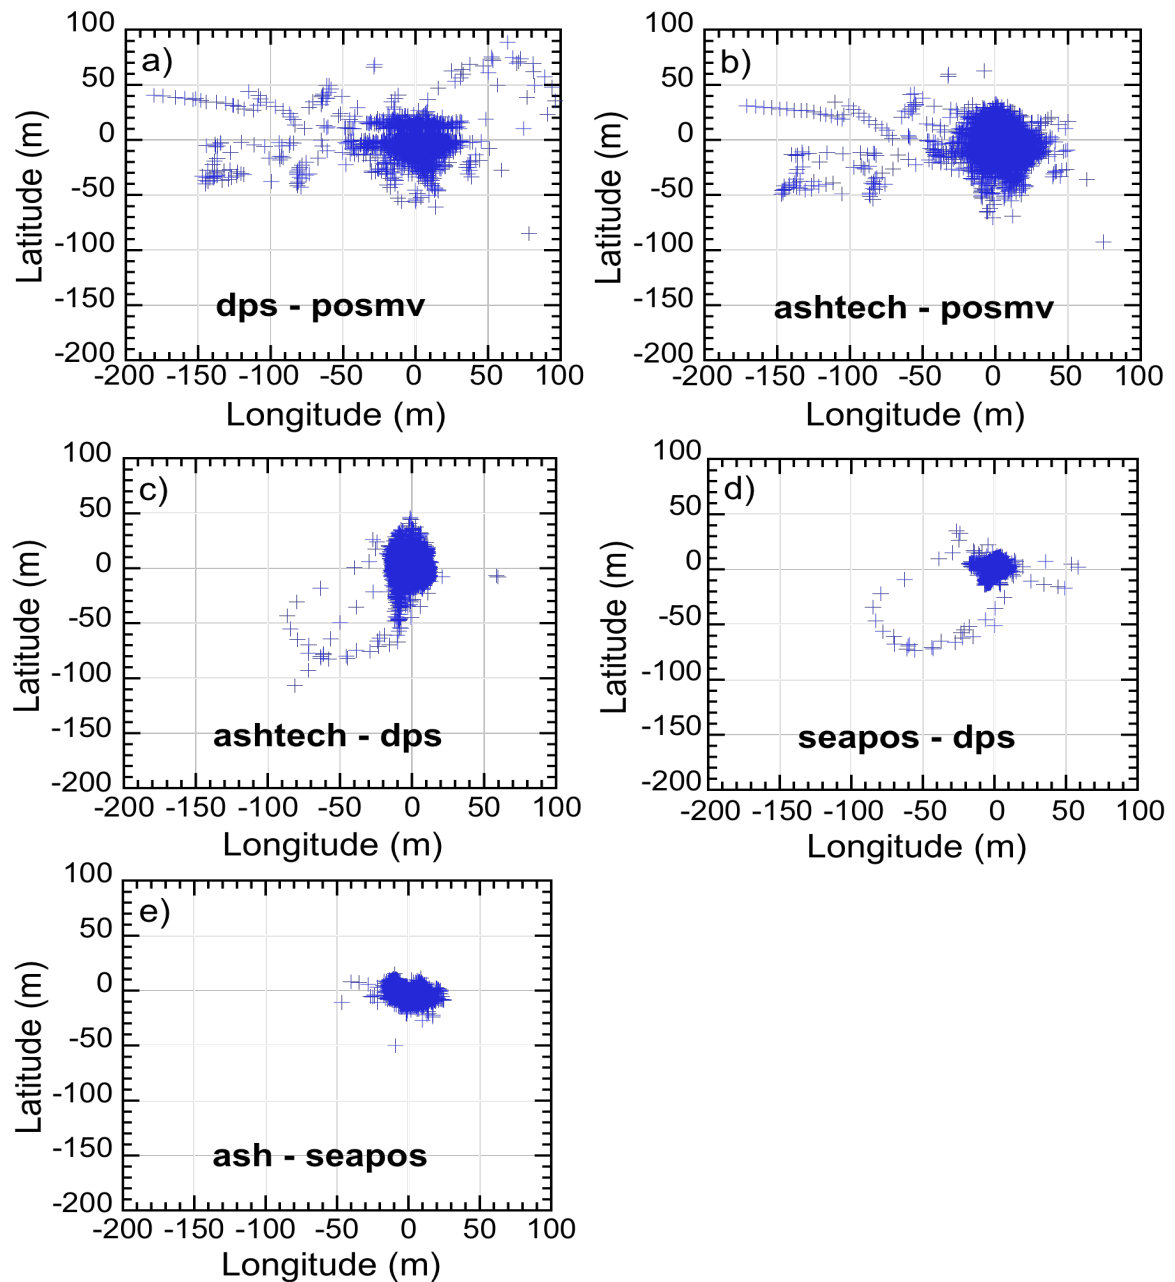 a)
100
50
0
-50
-100
-150
-200
Latitude (m)
dps - posmv
-200 -150 -100 -50 0 50 100
Longitude (m)
b)
100
50
0
-50
-100
-150
-200
Latitude (m)
ashtech - posmv
-200 -150 -100 -50 0 50 100
Longitude (m)
c)
100
50
0
-50
-100
-150
-200
Latitude (m)
ashtech - dps
-200 -150 -100 -50 0 50 100
Longitude (m)
d)
100
50
0
-50
-100
-150
-200
Latitude (m)
seapos - dps
-200 -150 -100 -50 0 50 100
Longitude (m)
e)
100
50
0
-50
-100
-150
-200
Latitude (m)
ash - seapos
-200 -150 -100 -50 0 50 100
Longitude (m)